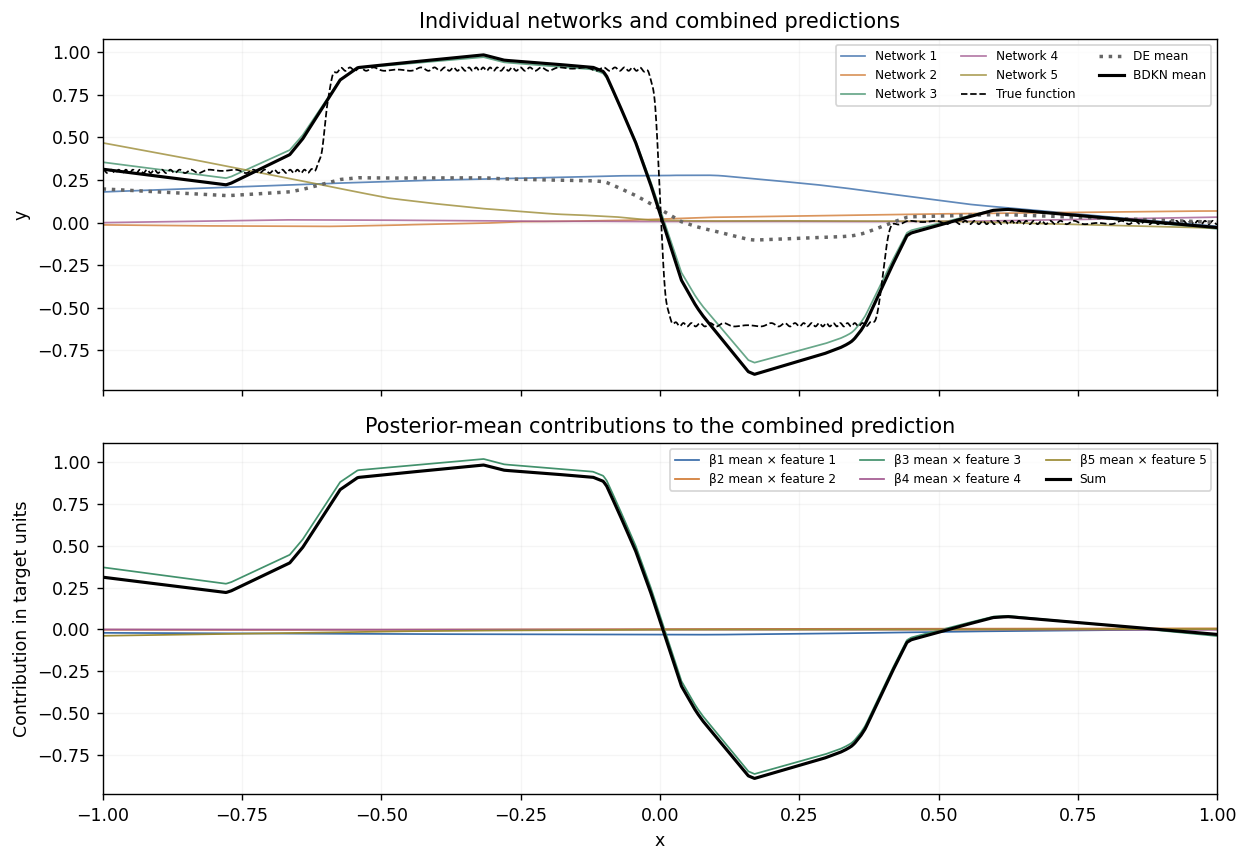 Individual networks and combined predictions
1.00
0.75
0.50
0.25
0.00
−0.25
−0.50
−0.75
y
Network 1
Network 2
Network 3
Network 4
Network 5
True function
DE mean
BDKN mean
Posterior-mean contributions to the combined prediction
1.00
0.75
0.50
0.25
0.00
−0.25
−0.50
−0.75
Contribution in target units
β1 mean × feature 1
β2 mean × feature 2
β3 mean × feature 3
β4 mean × feature 4
β5 mean × feature 5
Sum
−1.00 −0.75 −0.50 −0.25 0.00 0.25 0.50 0.75 1.00
x